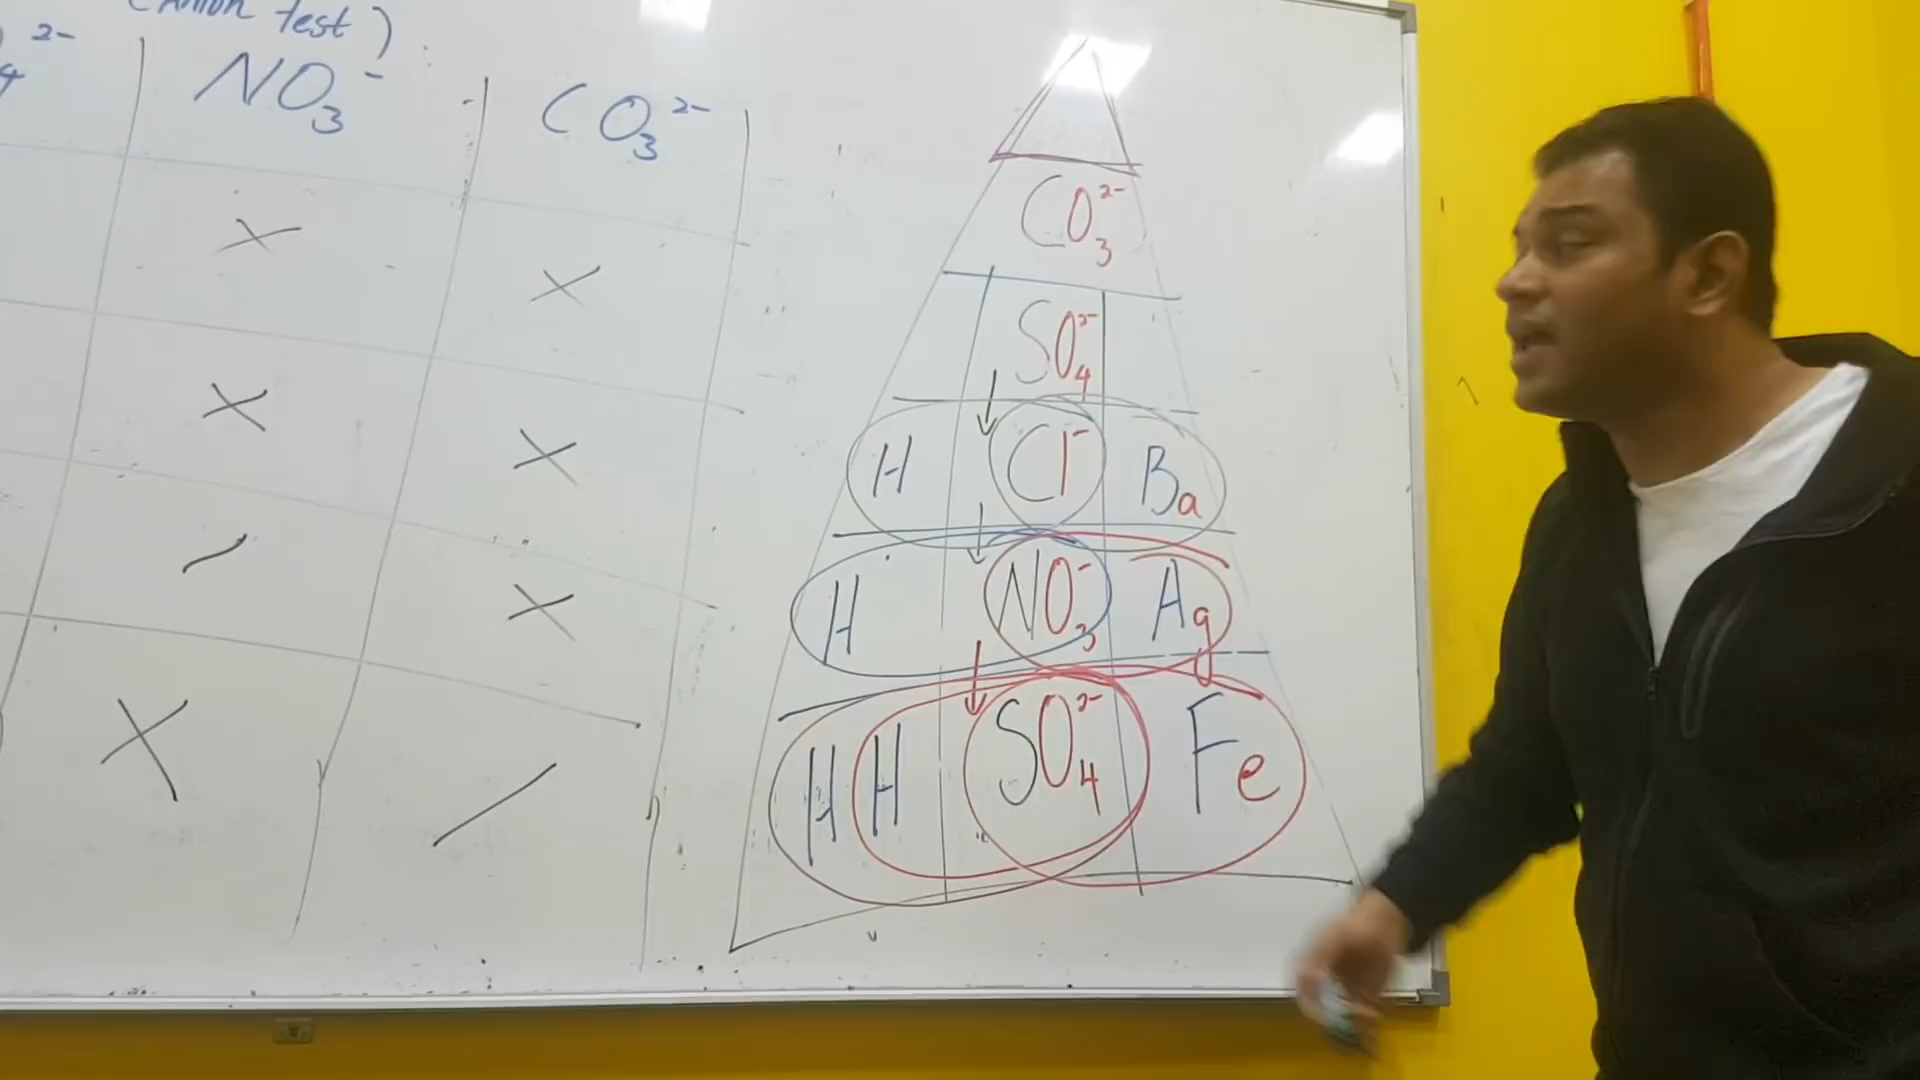 (Anion test)
4 2-
NO3 -
CO3 2-
CO3 2-
SO4 2-
H Cl - Ba
H NO3 - Ag
H H SO4 2- Fe